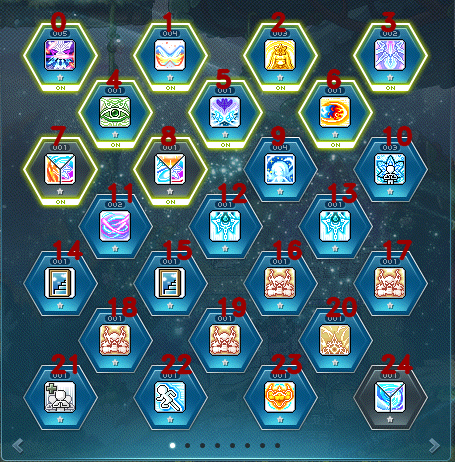 0 1 2 3
005 004 003 002
ON ON ON ON
4 5 6
001 001 001
ON ON ON
7 8 9 10
001 001 004 003
ON ON
11 12 13
002 001 001
14 15 16 17
001 001 001 001
18 19 20
001 001 001
21 22 23 24
001 001 001 001